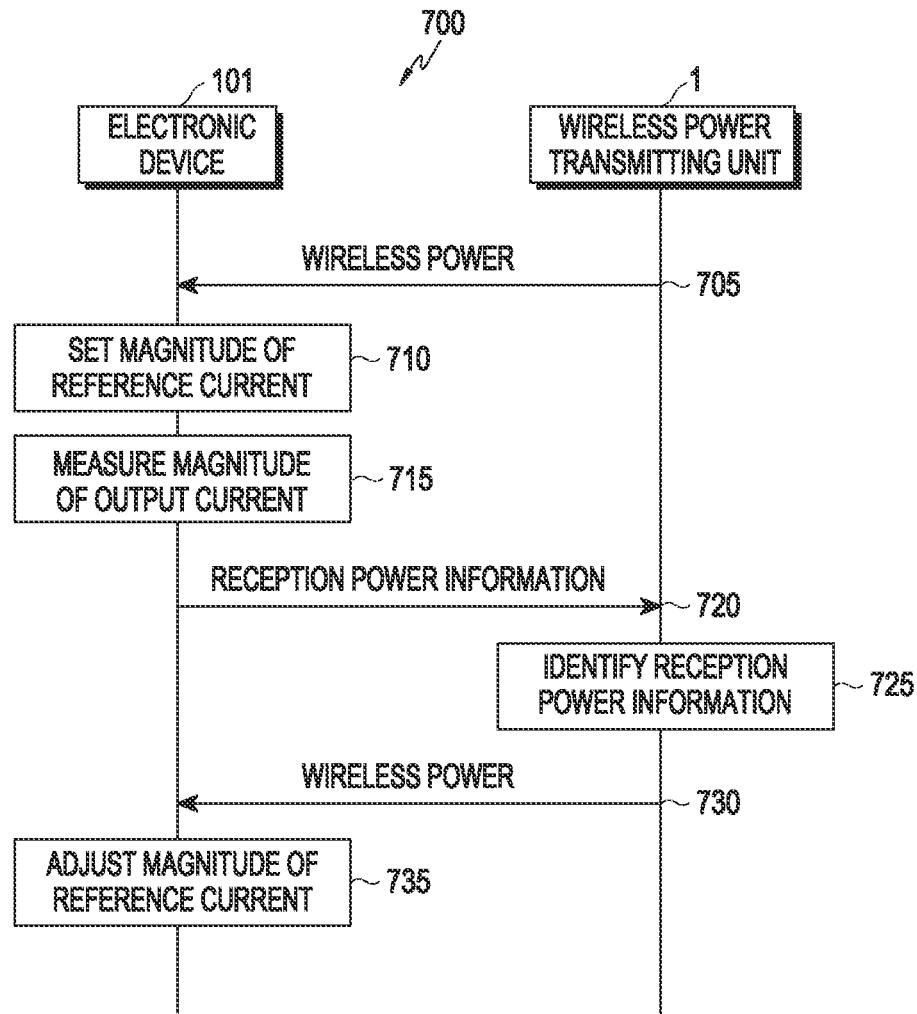 700
101
1
ELECTRONIC
DEVICE
WIRELESS POWER
TRANSMITTING UNIT
WIRELESS POWER
705
SET MAGNITUDE OF
REFERENCE CURRENT
710
MEASURE MAGNITUDE
OF OUTPUT CURRENT
715
RECEPTION POWER INFORMATION
720
IDENTIFY RECEPTION
POWER INFORMATION
725
WIRELESS POWER
730
ADJUST MAGNITUDE OF
REFERENCE CURRENT
735